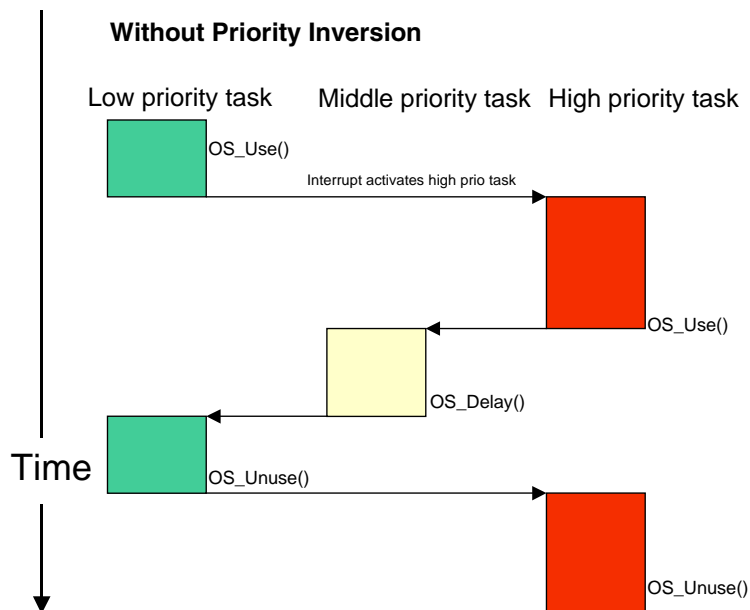 Without Priority Inversion
Low priority task
Middle priority task
High priority task
OS_Use()
Interrupt activates high prio task
OS_Use()
OS_Delay()
Time
OS_Unuse()
OS_Unuse()